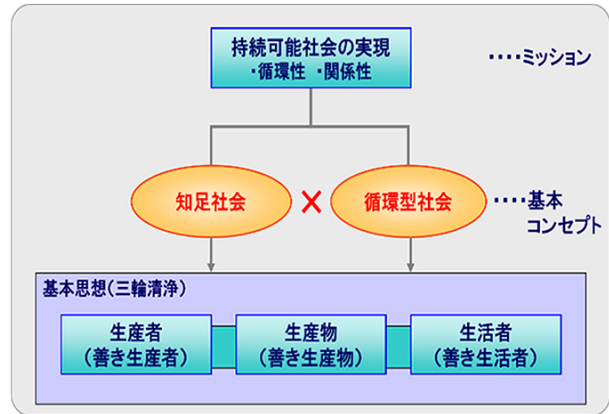 持続可能社会の実現
・循環性 ・関係性
････ミッション
知足社会
×
循環型社会
････基本
コンセプト
基本思想(三輪清浄)
生産者
(善き生産者)
生産物
(善き生産物)
生活者
(善き生活者)